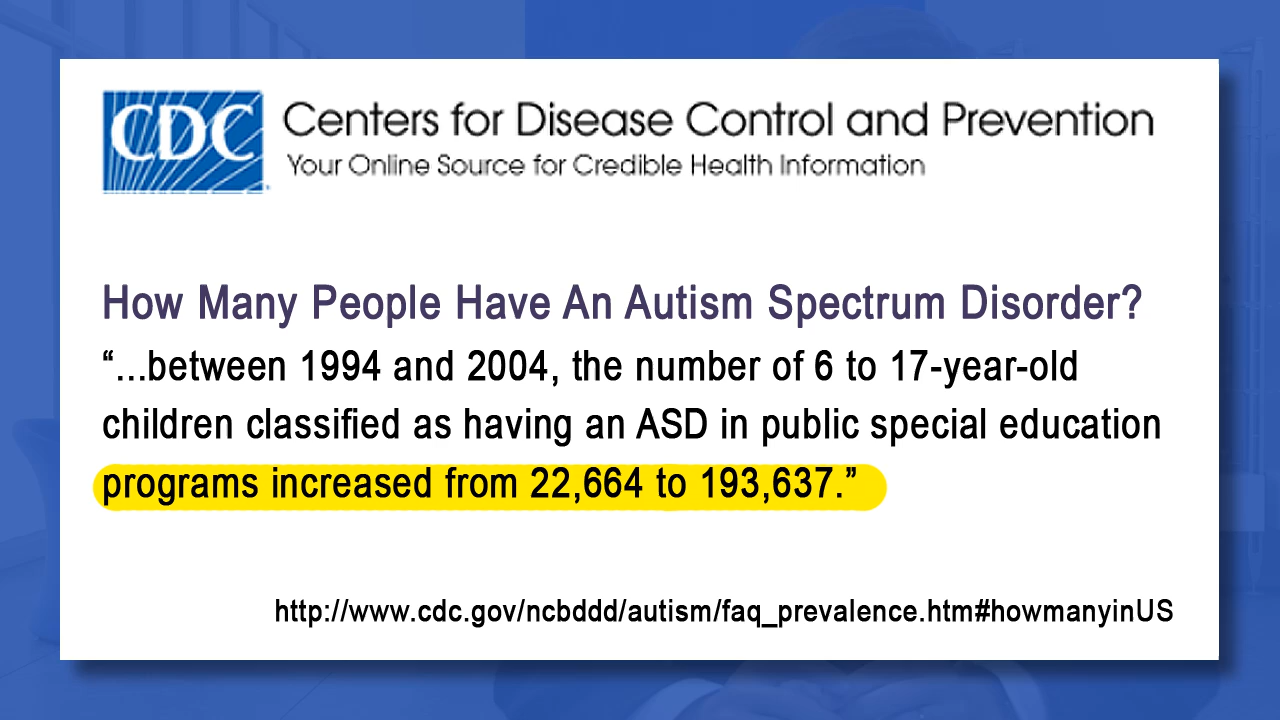 CDC Centers for Disease Control and Prevention
Your Online Source for Credible Health Information
How Many People Have An Autism Spectrum Disorder?
“...between 1994 and 2004, the number of 6 to 17-year-old
children classified as having an ASD in public special education
programs increased from 22,664 to 193,637.”
http://www.cdc.gov/ncbddd/autism/faq_prevalence.htm#howmanyinUS